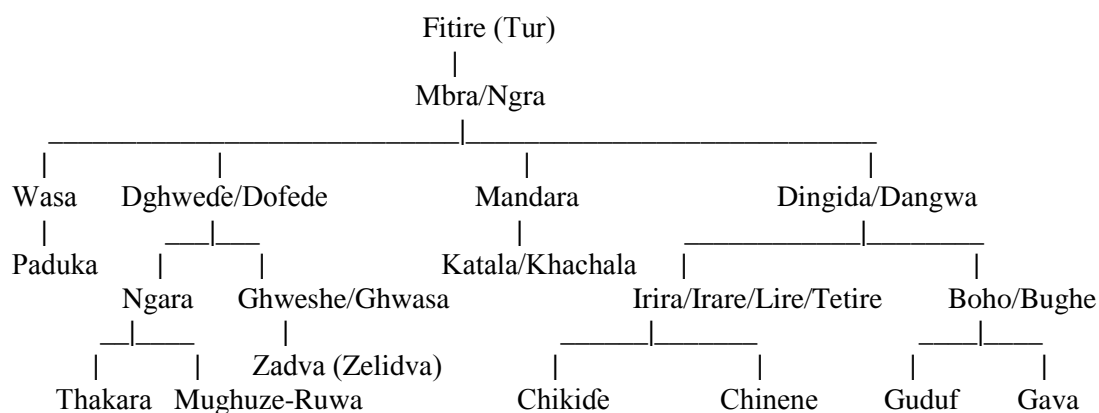 Fitire (Tur)
Mbra/Ngra
Wasa Dghweɗe/Dofede Mandara Dingida/Dangwa
Paduka Katala/Khachala
Ngara Ghweshe/Ghwasa Irira/Irare/Lire/Tetire Boho/Bughe
Zadva (Zelidva)
Thakara Mughuze-Ruwa Chikiɗe Chinene Guduf Gava